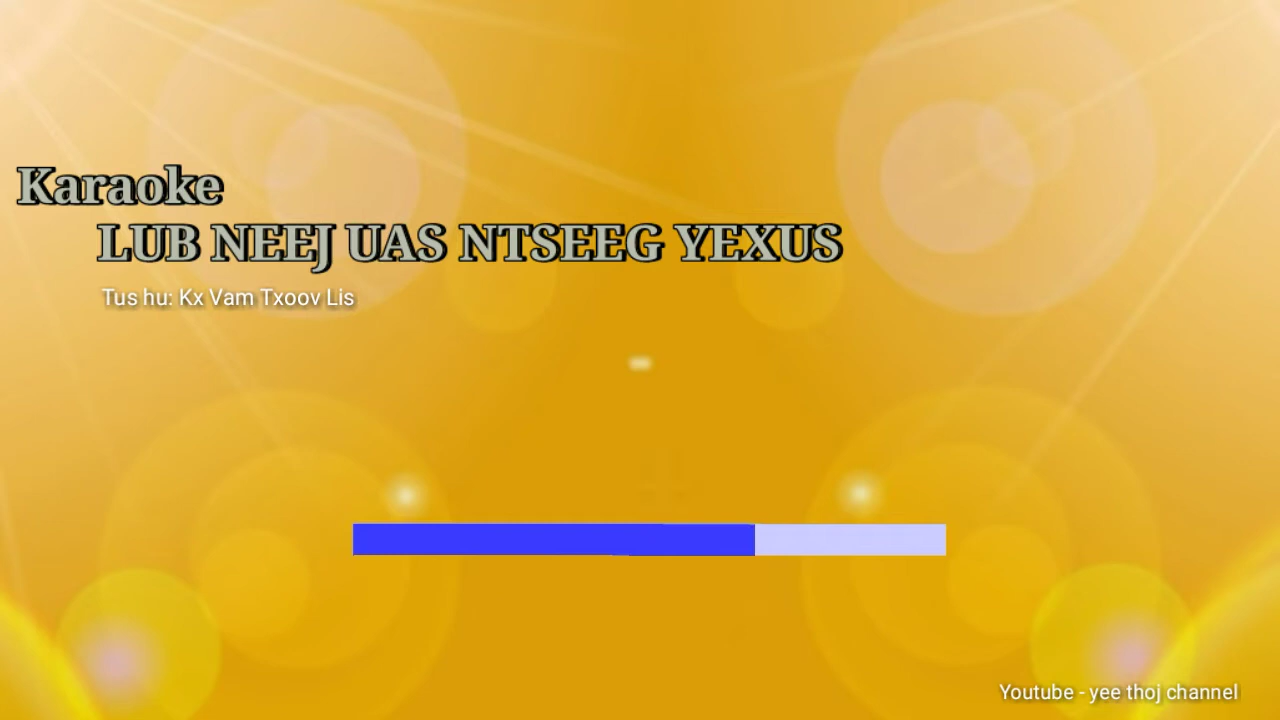 Karaoke
LUB NEEJ UAS NTSEEG YEXUS
Tus hu: Kx Vam Txoov Lis
Youtube - yee thoj channel